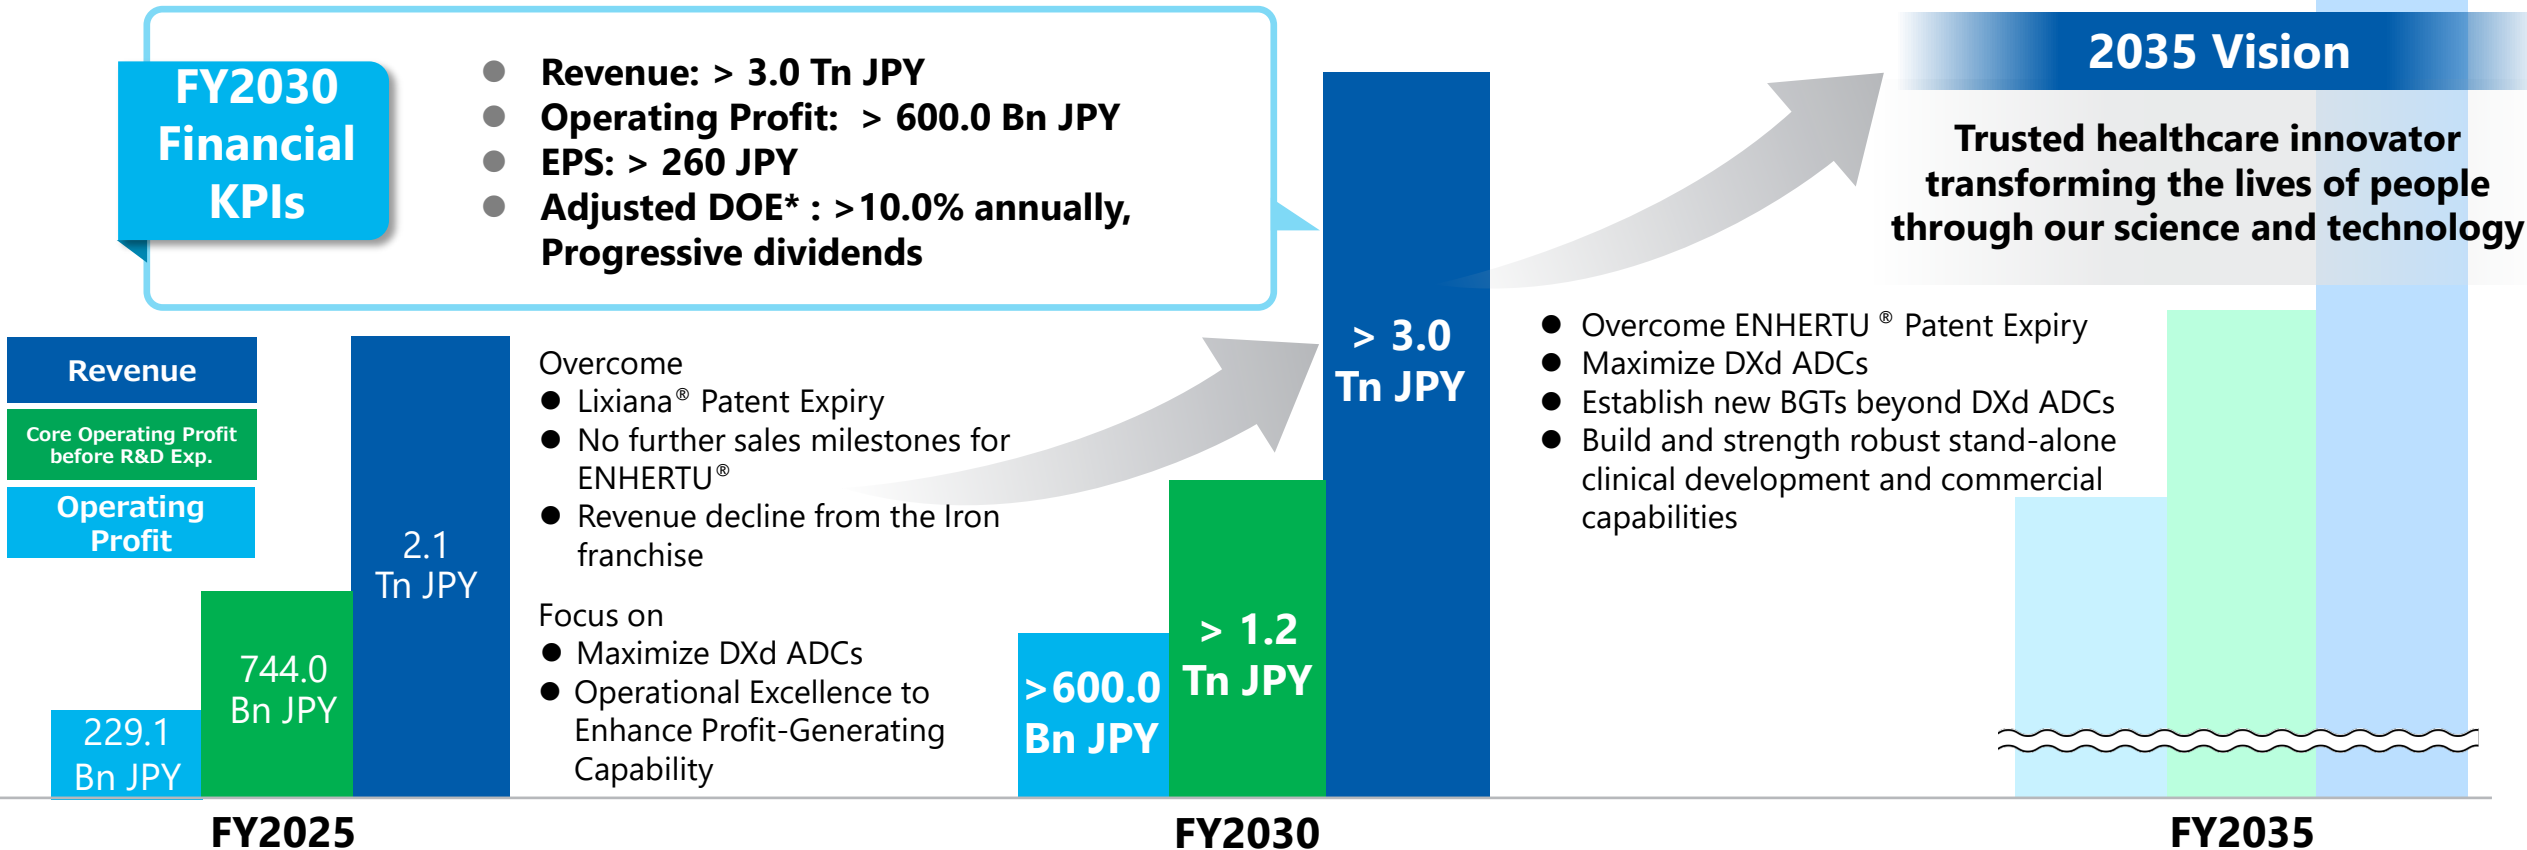 FY2030
Financial
KPIs
● Revenue: > 3.0 Tn JPY
● Operating Profit: > 600.0 Bn JPY
● EPS: > 260 JPY
● Adjusted DOE* : >10.0% annually,
Progressive dividends
2035 Vision
Trusted healthcare innovator
transforming the lives of people
through our science and technology
Revenue
Core Operating Profit
before R&D Exp.
Operating
Profit
229.1
Bn JPY
744.0
Bn JPY
2.1
Tn JPY
Overcome
● Lixiana® Patent Expiry
● No further sales milestones for
ENHERTU®
● Revenue decline from the Iron
franchise
Focus on
● Maximize DXd ADCs
● Operational Excellence to
Enhance Profit-Generating
Capability
>600.0
Bn JPY
> 1.2
Tn JPY
> 3.0
Tn JPY
● Overcome ENHERTU ® Patent Expiry
● Maximize DXd ADCs
● Establish new BGTs beyond DXd ADCs
● Build and strength robust stand-alone
clinical development and commercial
capabilities
FY2025
FY2030
FY2035